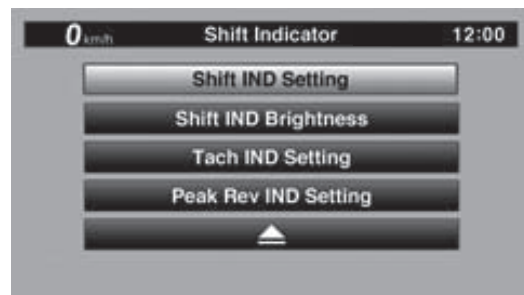 0 km/h Shift Indicator 12:00
Shift IND Setting
Shift IND Brightness
Tach IND Setting
Peak Rev IND Setting